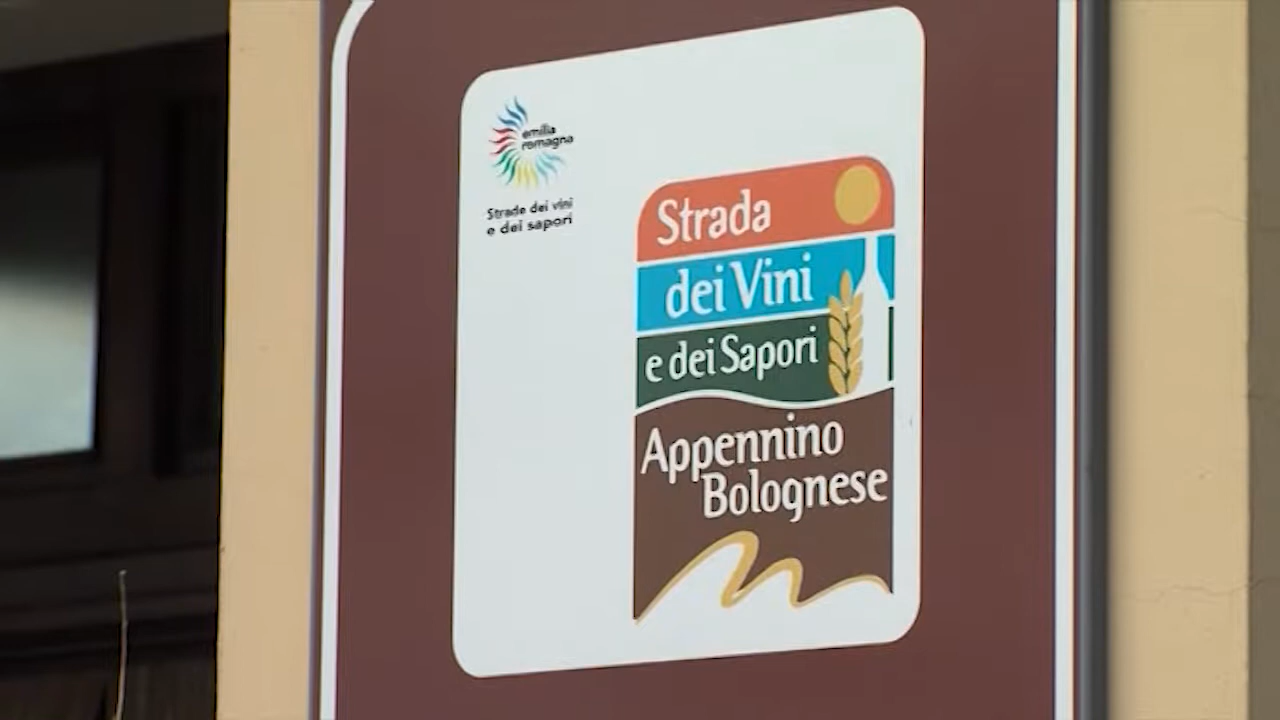 emilia
romagna
Strade dei vini
e dei sapori
Strada
dei Vini
e dei Sapori
Appennino
Bolognese